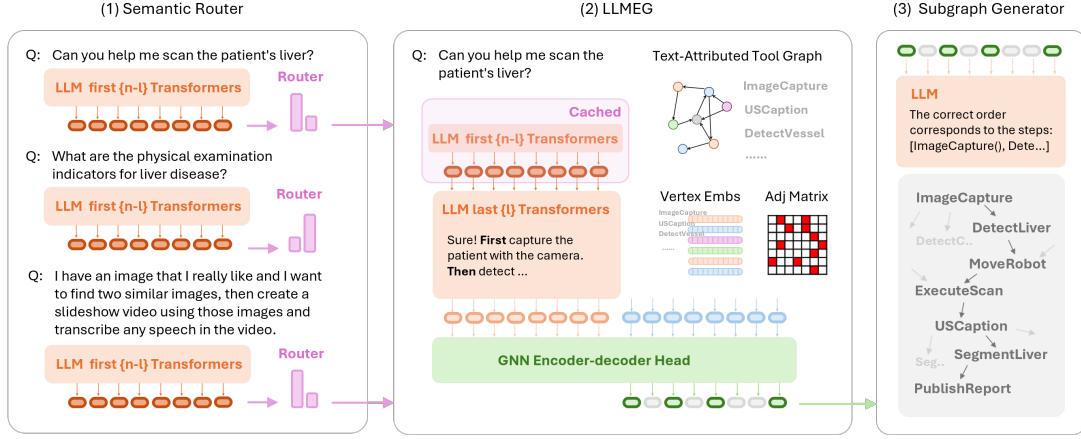 (1) Semantic Router
Q: Can you help me scan the patient's liver?
LLM first {n-l} Transformers
Router
Q: What are the physical examination
indicators for liver disease?
LLM first {n-l} Transformers
Q: I have an image that I really like and I want
to find two similar images, then create a
slideshow video using those images and
transcribe any speech in the video.
LLM first {n-l} Transformers
Router
(2) LLMEG
Q: Can you help me scan the
patient's liver?
Cached
LLM first {n-l} Transformers
LLM last {l} Transformers
Sure! First capture the
patient with the camera.
Then detect ...
Text-Attributed Tool Graph
ImageCapture
USCaption
DetectVessel
......
Vertex Embs
ImageCapture
USCaption
DetectVessel
......
Adj Matrix
GNN Encoder-decoder Head
(3) Subgraph Generator
LLM
The correct order
corresponds to the steps:
[ImageCapture(), Dete...]
ImageCapture
DetectC..
DetectLiver
MoveRobot
ExecuteScan
USCaption
Seg..
SegmentLiver
PublishReport